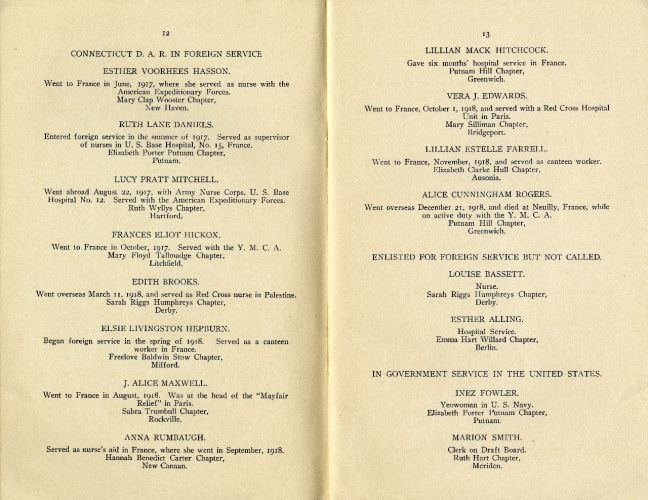 12
CONNECTICUT D. A. R. IN FOREIGN SERVICE
ESTHER VOORHEES HASSON.
Went to France in June, 1917, where she served as nurse with the
American Expeditionary Forces.
Mary Clap Wooster Chapter,
New Haven.
RUTH LANE DANIELS.
Entered foreign service in the summer of 1917. Served as supervisor
of nurses in U. S. Base Hospital, No. 15, France.
Elizabeth Porter Putnam Chapter,
Putnam.
LUCY PRATT MITCHELL.
Went abroad August 22, 1917, with Army Nurse Corps, U. S. Base
Hospital No. 12. Served with the American Expeditionary Forces.
Ruth Wyllys Chapter,
Hartford.
FRANCES ELIOT HICKOX.
Went to France in October, 1917. Served with the Y. M. C. A.
Mary Floyd Tallmadge Chapter,
Litchfield.
EDITH BROOKS.
Went overseas March 11, 1918, and served as Red Cross nurse in Palestine.
Sarah Riggs Humphreys Chapter,
Derby.
ELSIE LIVINGSTON HEPBURN.
Began foreign service in the spring of 1918. Served as a canteen
worker in France.
Freelove Baldwin Stow Chapter,
Milford.
J. ALICE MAXWELL.
Went to France in August, 1918. Was at the head of the "Mayfair
Relief" in Paris.
Sabra Trumbull Chapter,
Rockville.
ANNA RUMBAUGH.
Served as nurse's aid in France, where she went in September, 1918.
Hannah Benedict Carter Chapter,
New Canaan.
13
LILLIAN MACK HITCHCOCK.
Gave six months' hospital service in France.
Putnam Hill Chapter,
Greenwich.
VERA J. EDWARDS.
Went to France, October 1, 1918, and served with a Red Cross Hospital
Unit in Paris.
Mary Silliman Chapter,
Bridgeport.
LILLIAN ESTELLE FARRELL.
Went to France, November, 1918, and served as canteen worker.
Elizabeth Clarke Hull Chapter,
Ansonia.
ALICE CUNNINGHAM ROGERS.
Went overseas December 21, 1918, and died at Neuilly, France, while
on active duty with the Y. M. C. A.
Putnam Hill Chapter,
Greenwich.
ENLISTED FOR FOREIGN SERVICE BUT NOT CALLED.
LOUISE BASSETT.
Nurse.
Sarah Riggs Humphreys Chapter,
Derby.
ESTHER ALLING.
Hospital Service.
Emma Hart Willard Chapter,
Berlin.
IN GOVERNMENT SERVICE IN THE UNITED STATES.
INEZ FOWLER.
Yeowoman in U. S. Navy.
Elizabeth Porter Putnam Chapter,
Putnam.
MARION SMITH.
Clerk on Draft Board.
Ruth Hart Chapter,
Meriden.